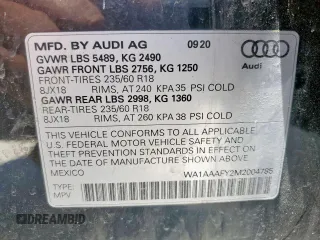 MFD. BY AUDI AG 09/20
GVWR LBS 5489, KG 2490
GAWR FRONT LBS 2756, KG 1250
FRONT-TIRES 235/60 R18
8JX18 RIMS, AT 240 KPA 35 PSI COLD
GAWR REAR LBS 2998, KG 1360
REAR-TIRES 235/60 R18
8JX18 RIMS, AT 260 KPA 38 PSI COLD
Audi
THIS VEHICLE CONFORMS TO ALL APPLICABLE
U.S. FEDERAL MOTOR VEHICLE SAFETY
STANDARDS IN EFFECT ON THE DATE
OF MANUFACTURE SHOWN ABOVE.
MEXICO
WA1AAAFY2M2004765
TYPE:
MPV
DREAMBID